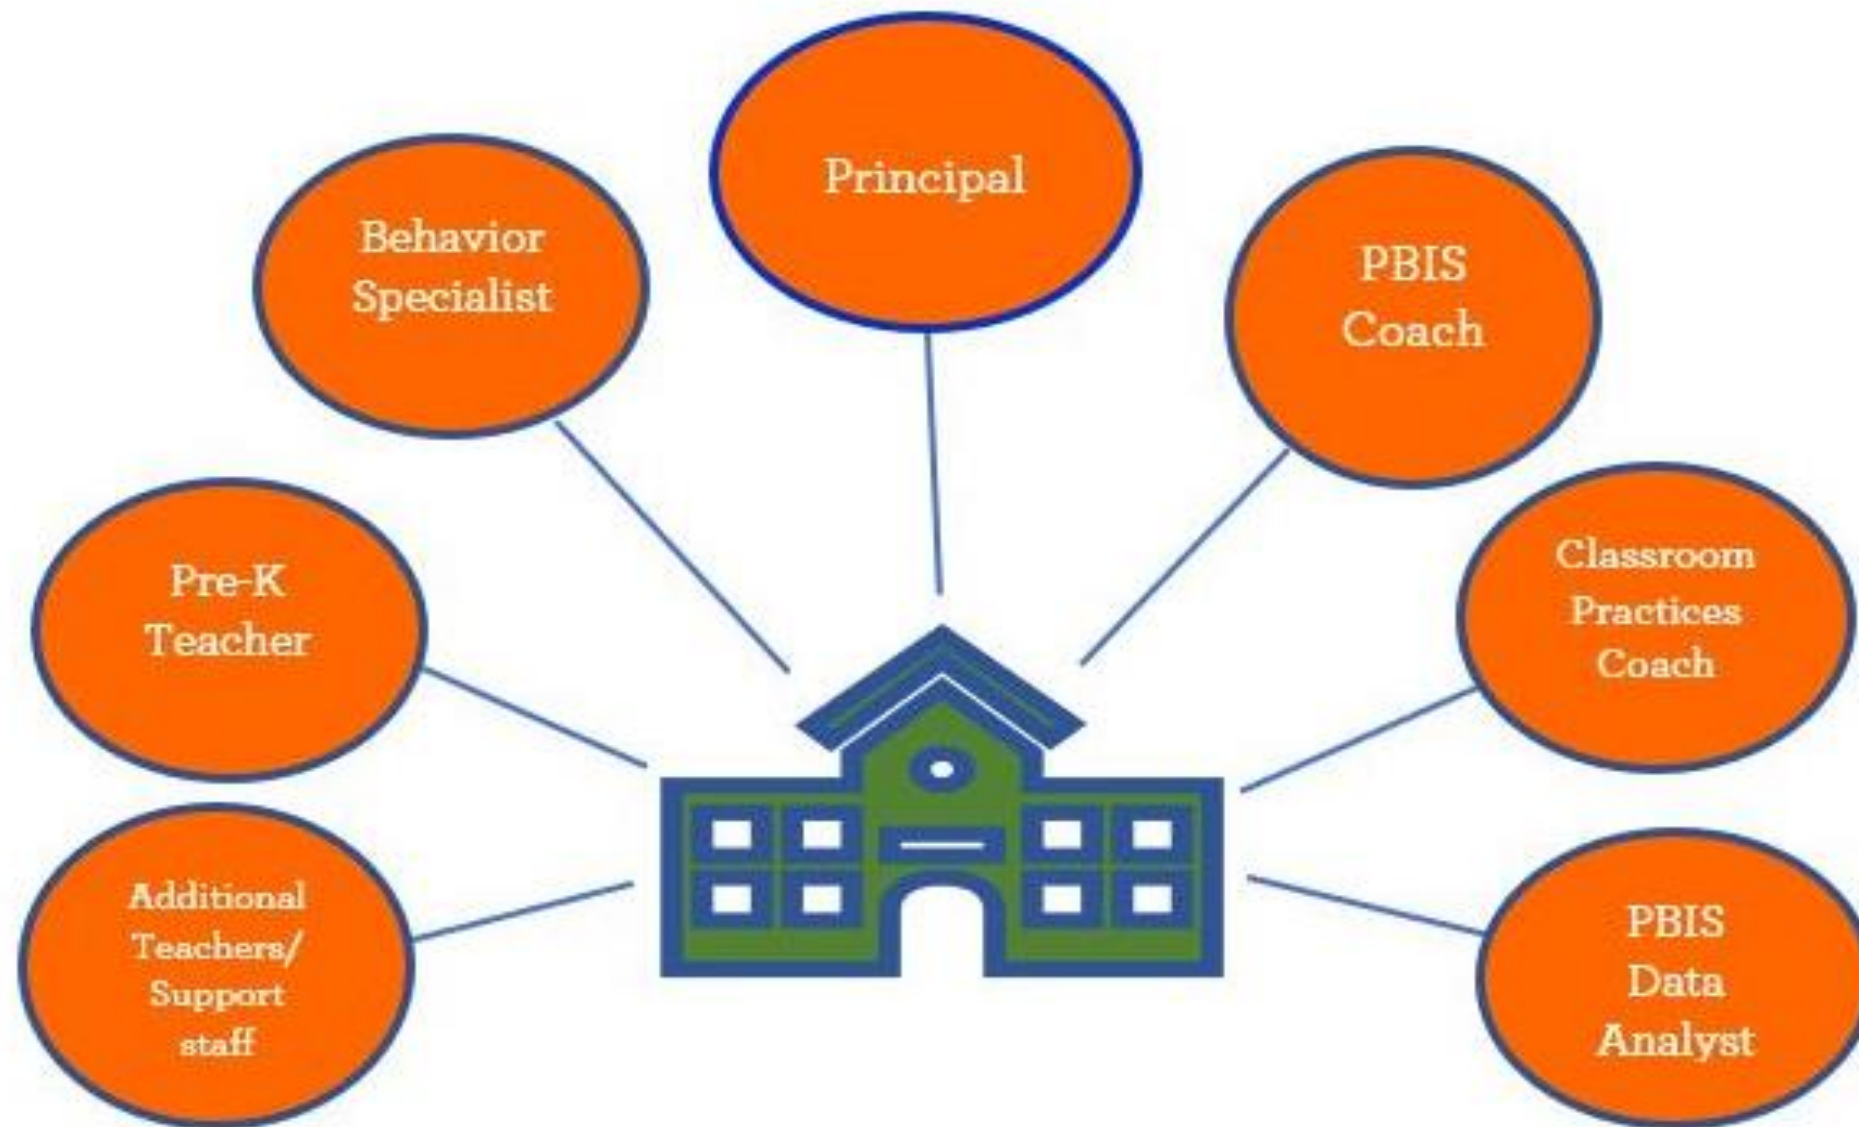 Principal
Behavior
Specialist
PBIS
Coach
Pre-K
Teacher
Classroom
Practices
Coach
Additional
Teachers/
Support
staff
PBIS
Data
Analyst